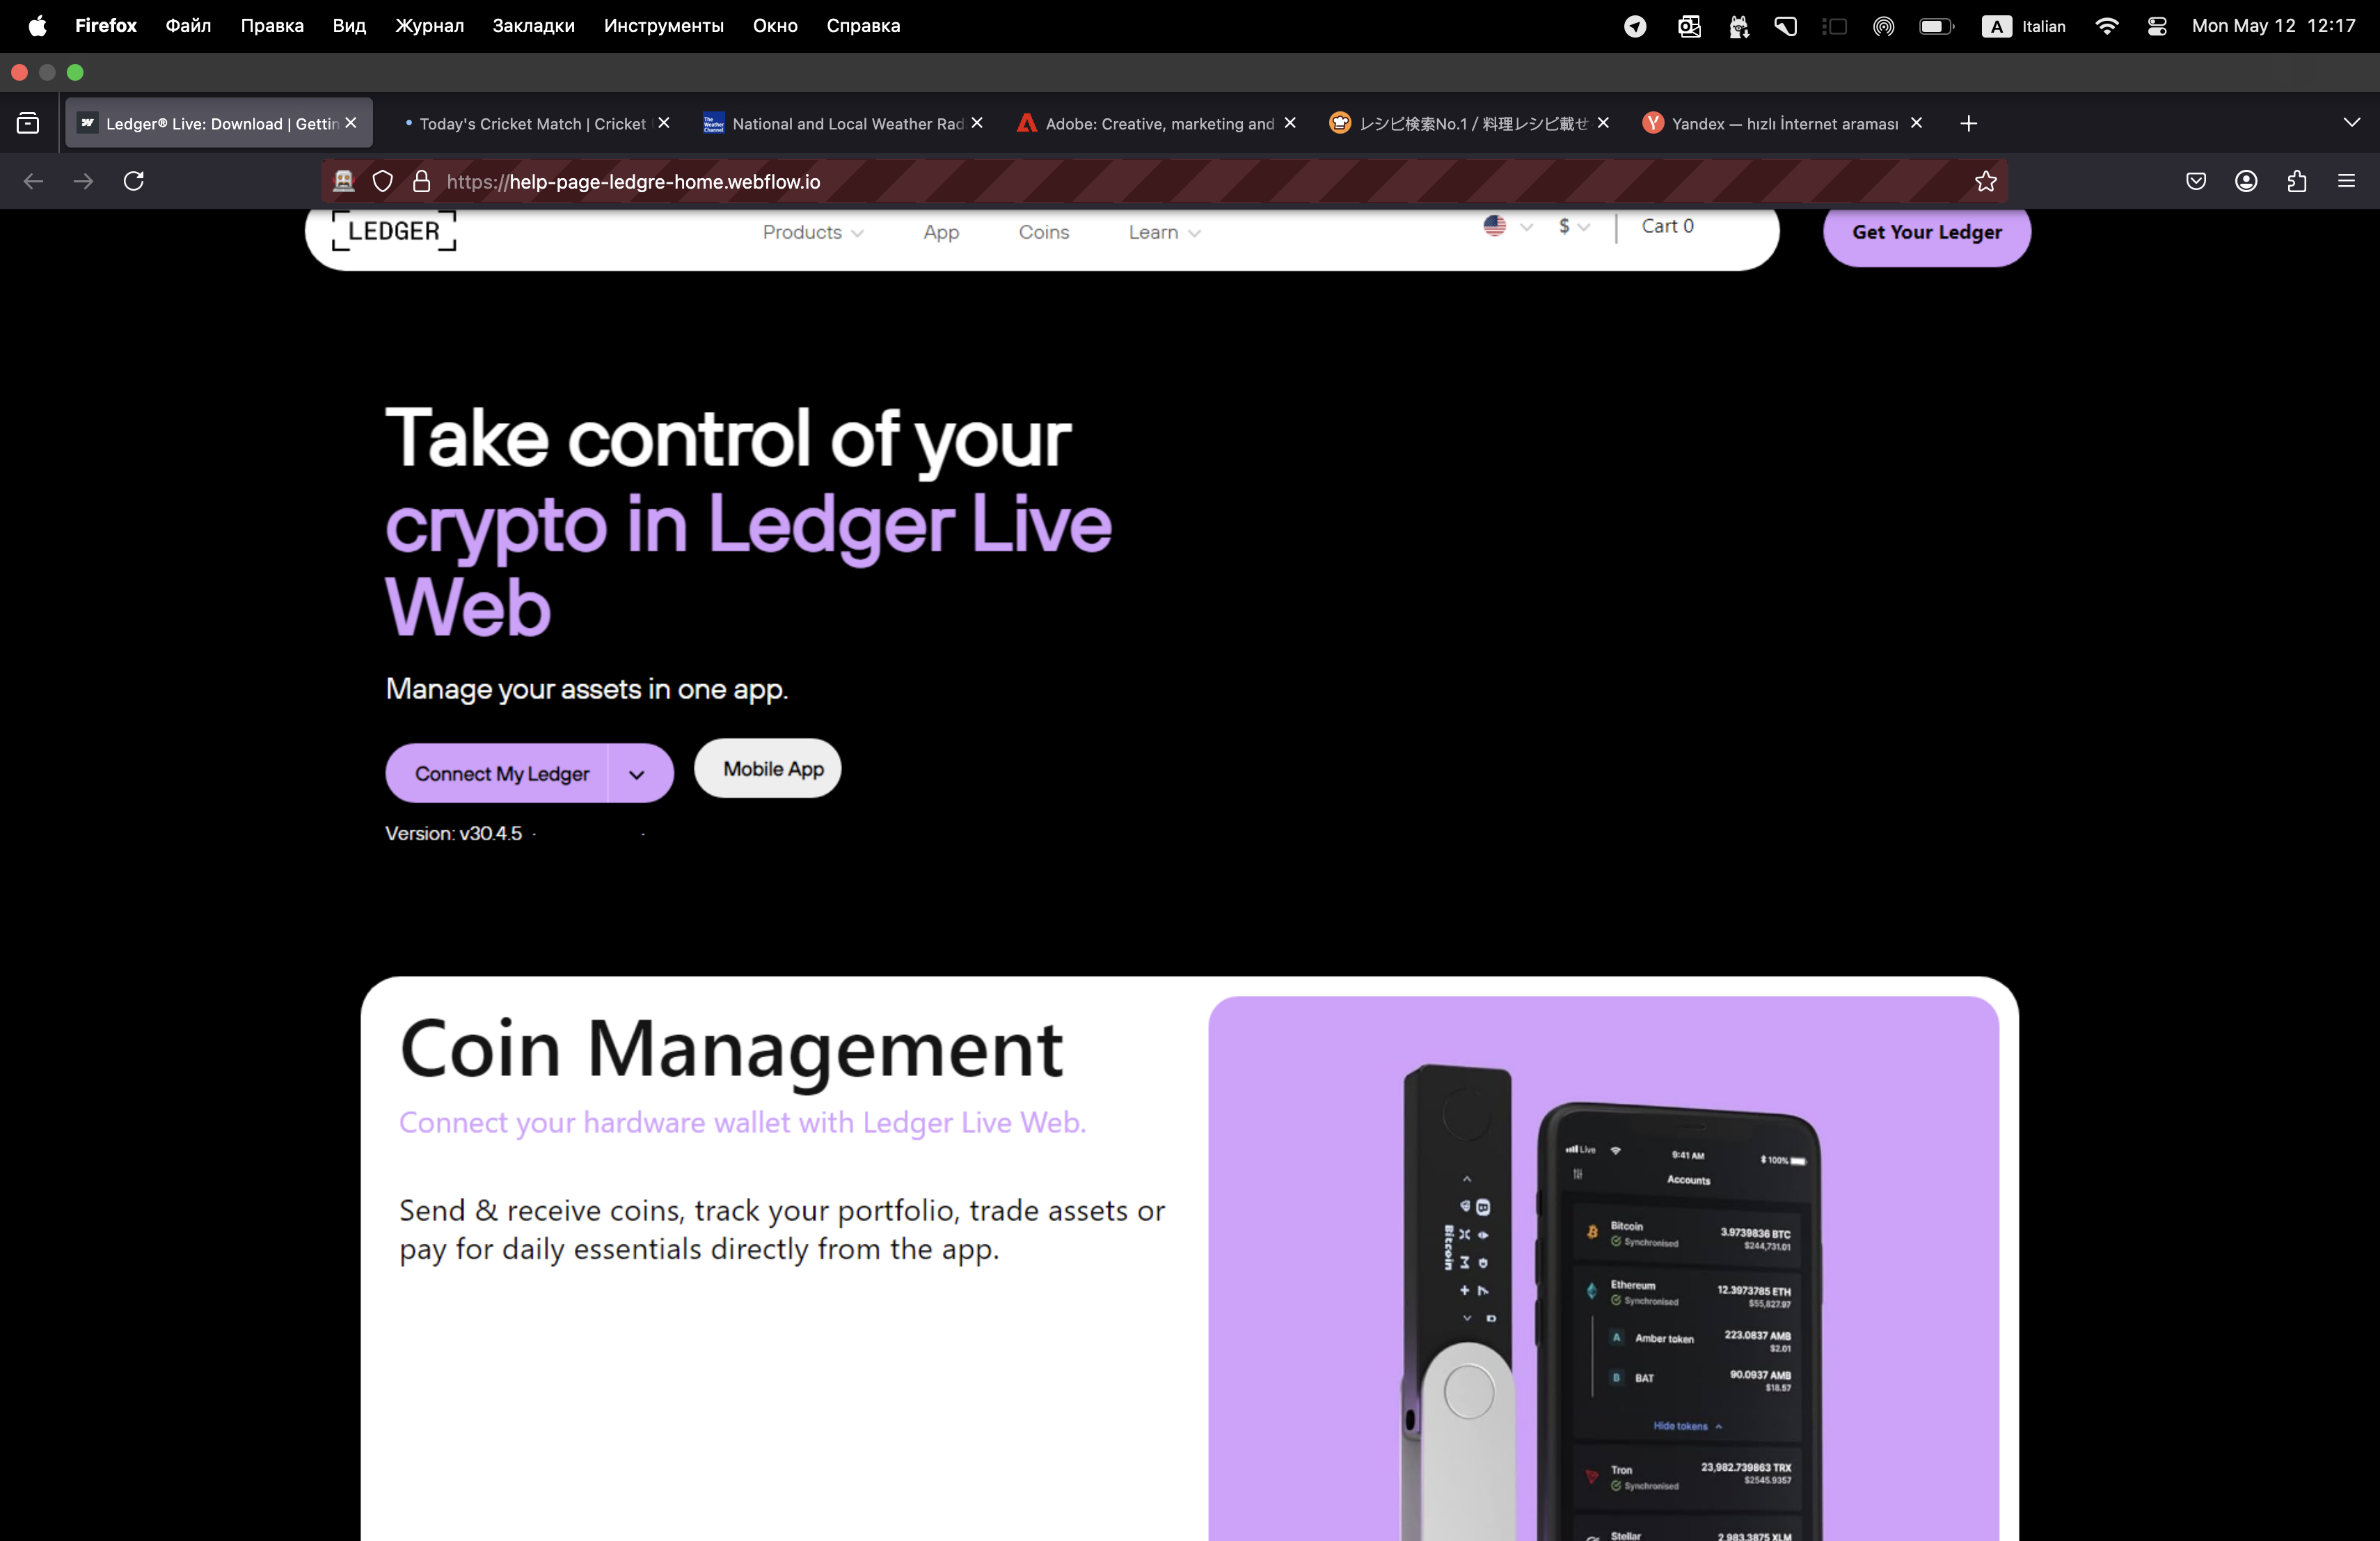 Firefox Файл Правка Вид Журнал Закладки Инструменты Окно Справка
A Italian Mon May 12 12:17
Ledger® Live: Download | Gettin
Today's Cricket Match | Cricket
National and Local Weather Rad
Adobe: Creative, marketing and
レシピ検索No.1 / 料理レシピ載せ
Yandex — hızlı İnternet araması
https://help-page-ledgre-home.webflow.io
LEDGER
Products App Coins Learn
$ Cart 0
Get Your Ledger
Take control of your
crypto in Ledger Live
Web
Manage your assets in one app.
Connect My Ledger
Mobile App
Version: v30.4.5 · ·
Coin Management
Connect your hardware wallet with Ledger Live Web.
Send & receive coins, track your portfolio, trade assets or
pay for daily essentials directly from the app.
Bitcoin
Live 9:41 AM 100%
Accounts
Bitcoin 3.9739836 BTC
Synchronised $244,731.01
Ethereum 12.3973785 ETH
Synchronised $55,827.97
A Amber token 223.0837 AMB
$2.01
B BAT 90.0937 AMB
$18.57
Hide tokens
Tron 23,982.739863 TRX
Synchronised $2545.9357
Stellar 2,983.3875 XLM